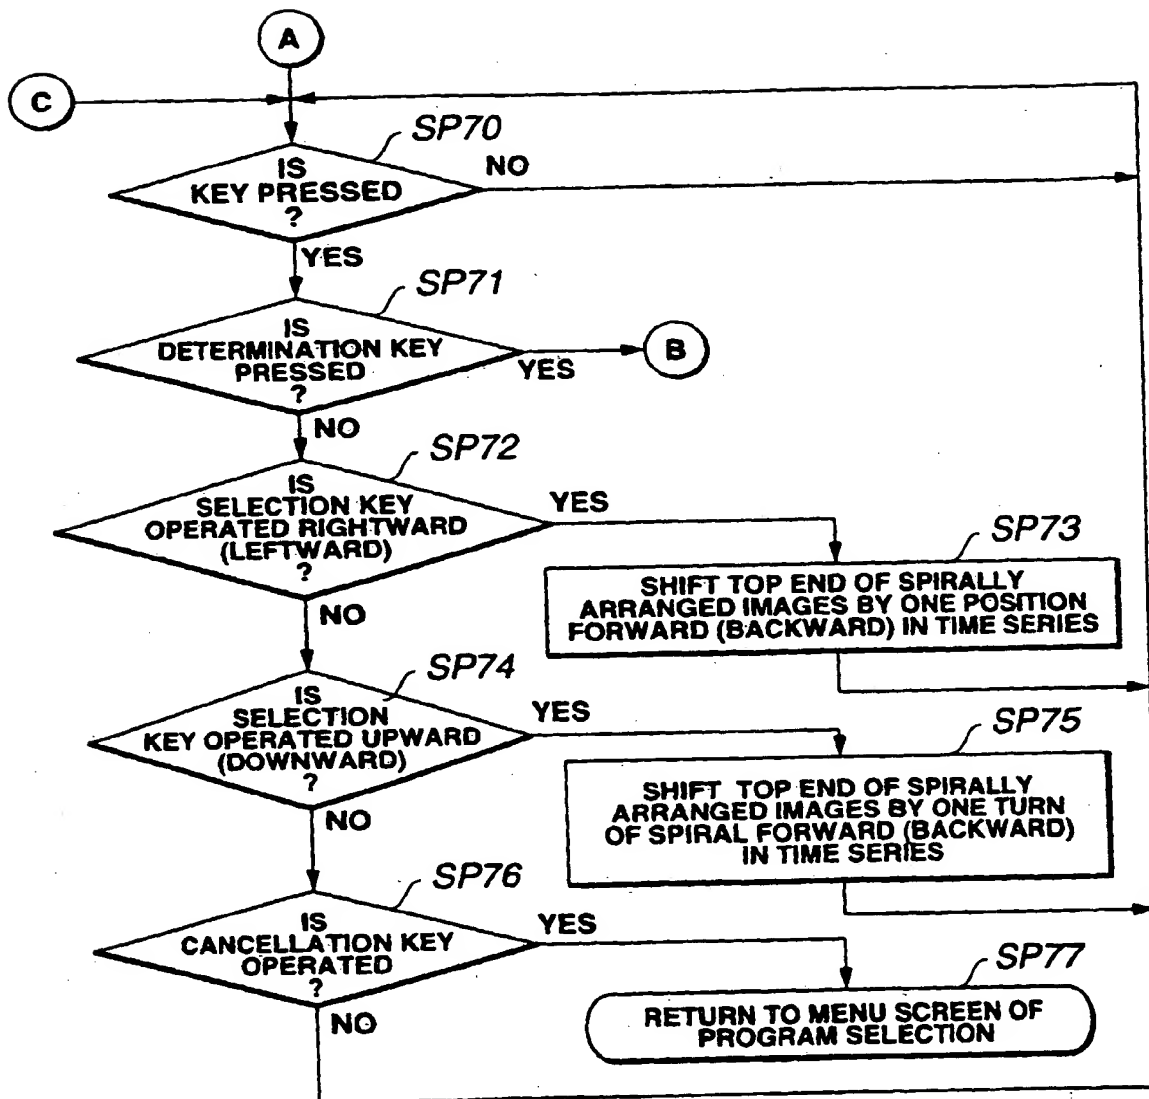 A
C
SP70
IS
KEY PRESSED
?
NO
YES
SP71
IS
DETERMINATION KEY
PRESSED
?
YES
B
NO
SP72
IS
SELECTION KEY
OPERATED RIGHTWARD
(LEFTWARD)
?
YES
SP73
SHIFT TOP END OF SPIRALLY
ARRANGED IMAGES BY ONE POSITION
FORWARD (BACKWARD) IN TIME SERIES
NO
SP74
IS
SELECTION
KEY OPERATED UPWARD
(DOWNWARD)
?
YES
SP75
SHIFT TOP END OF SPIRALLY
ARRANGED IMAGES BY ONE TURN
OF SPIRAL FORWARD (BACKWARD)
IN TIME SERIES
NO
SP76
IS
CANCELLATION KEY
OPERATED
?
YES
SP77
RETURN TO MENU SCREEN OF
PROGRAM SELECTION
NO